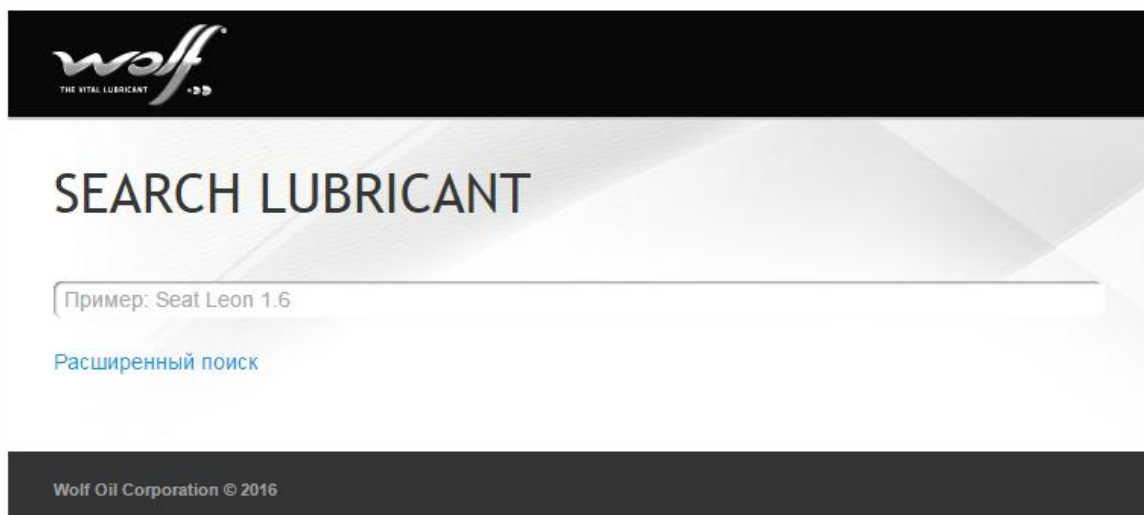 wolf
THE VITAL LUBRICANT
SEARCH LUBRICANT
Пример: Seat Leon 1.6
Расширенный поиск
Wolf Oil Corporation © 2016